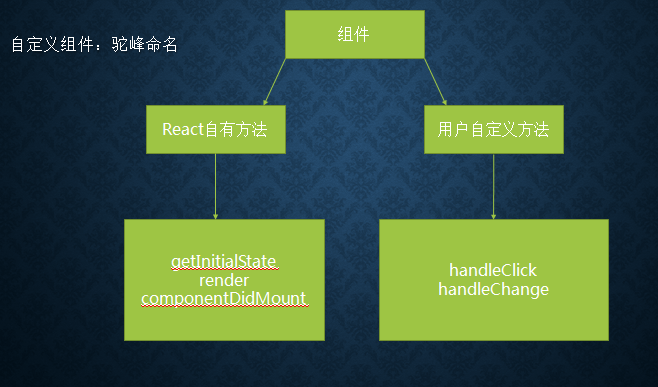 自定义组件：驼峰命名
组件
React自有方法
用户自定义方法
getInitialState
render
componentDidMount
handleClick
handleChange